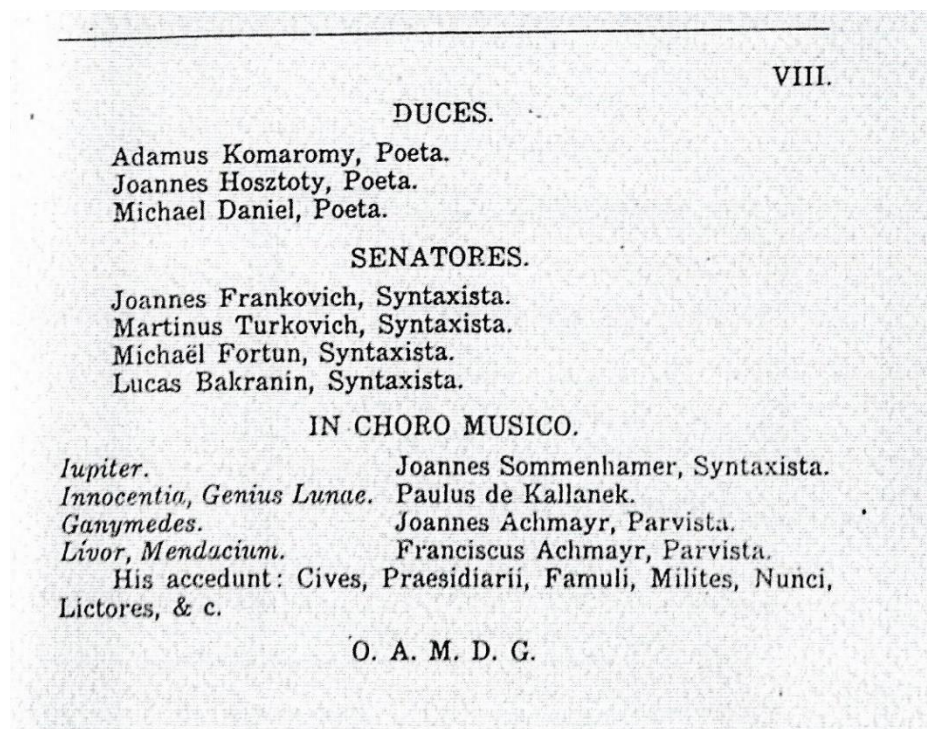 VIII.
DUCES.
Adamus Komaromy, Poeta.
Joannes Hosztoty, Poeta.
Michael Daniel, Poeta.
SENATORES.
Joannes Frankovich, Syntaxista.
Martinus Turkovich, Syntaxista.
Michaël Fortun, Syntaxista.
Lucas Bakranin, Syntaxista.
IN CHORO MUSICO.
Iupiter. Joannes Sommenhamer, Syntaxista.
Innocentia, Genius Lunae. Paulus de Kallanek.
Ganymedes. Joannes Achmayr, Parvista.
Lívor, Mendacium. Franciscus Achmayr, Parvista.
His accedunt: Cives, Praesidiarii, Famuli, Milites, Nunci,
Lictores, & c.
O. A. M. D. G.